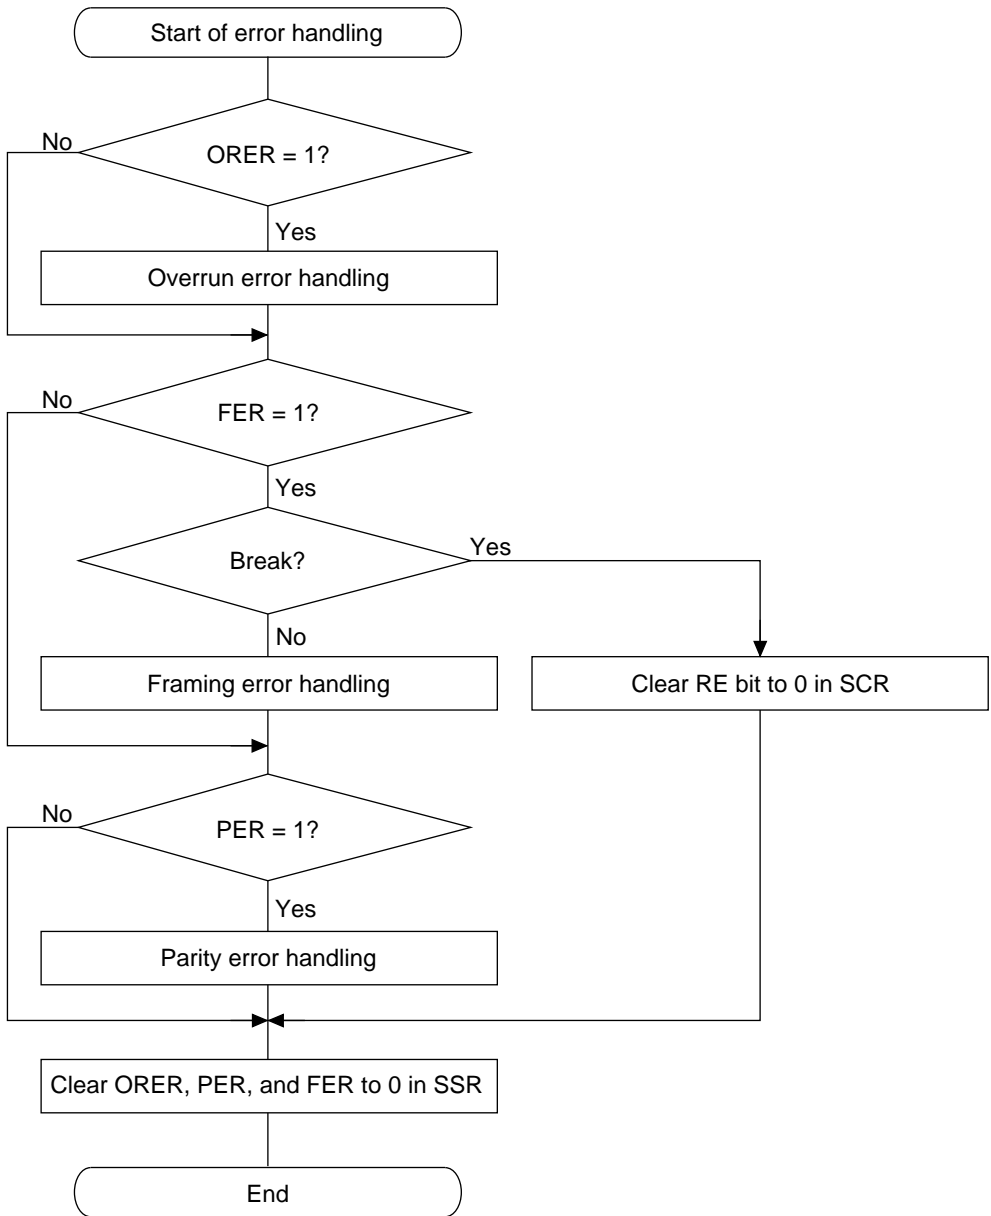 Start of error handling
No
ORER = 1?
Yes
Overrun error handling
No
FER = 1?
Yes
Break?
Yes
No
Framing error handling
Clear RE bit to 0 in SCR
No
PER = 1?
Yes
Parity error handling
Clear ORER, PER, and FER to 0 in SSR
End